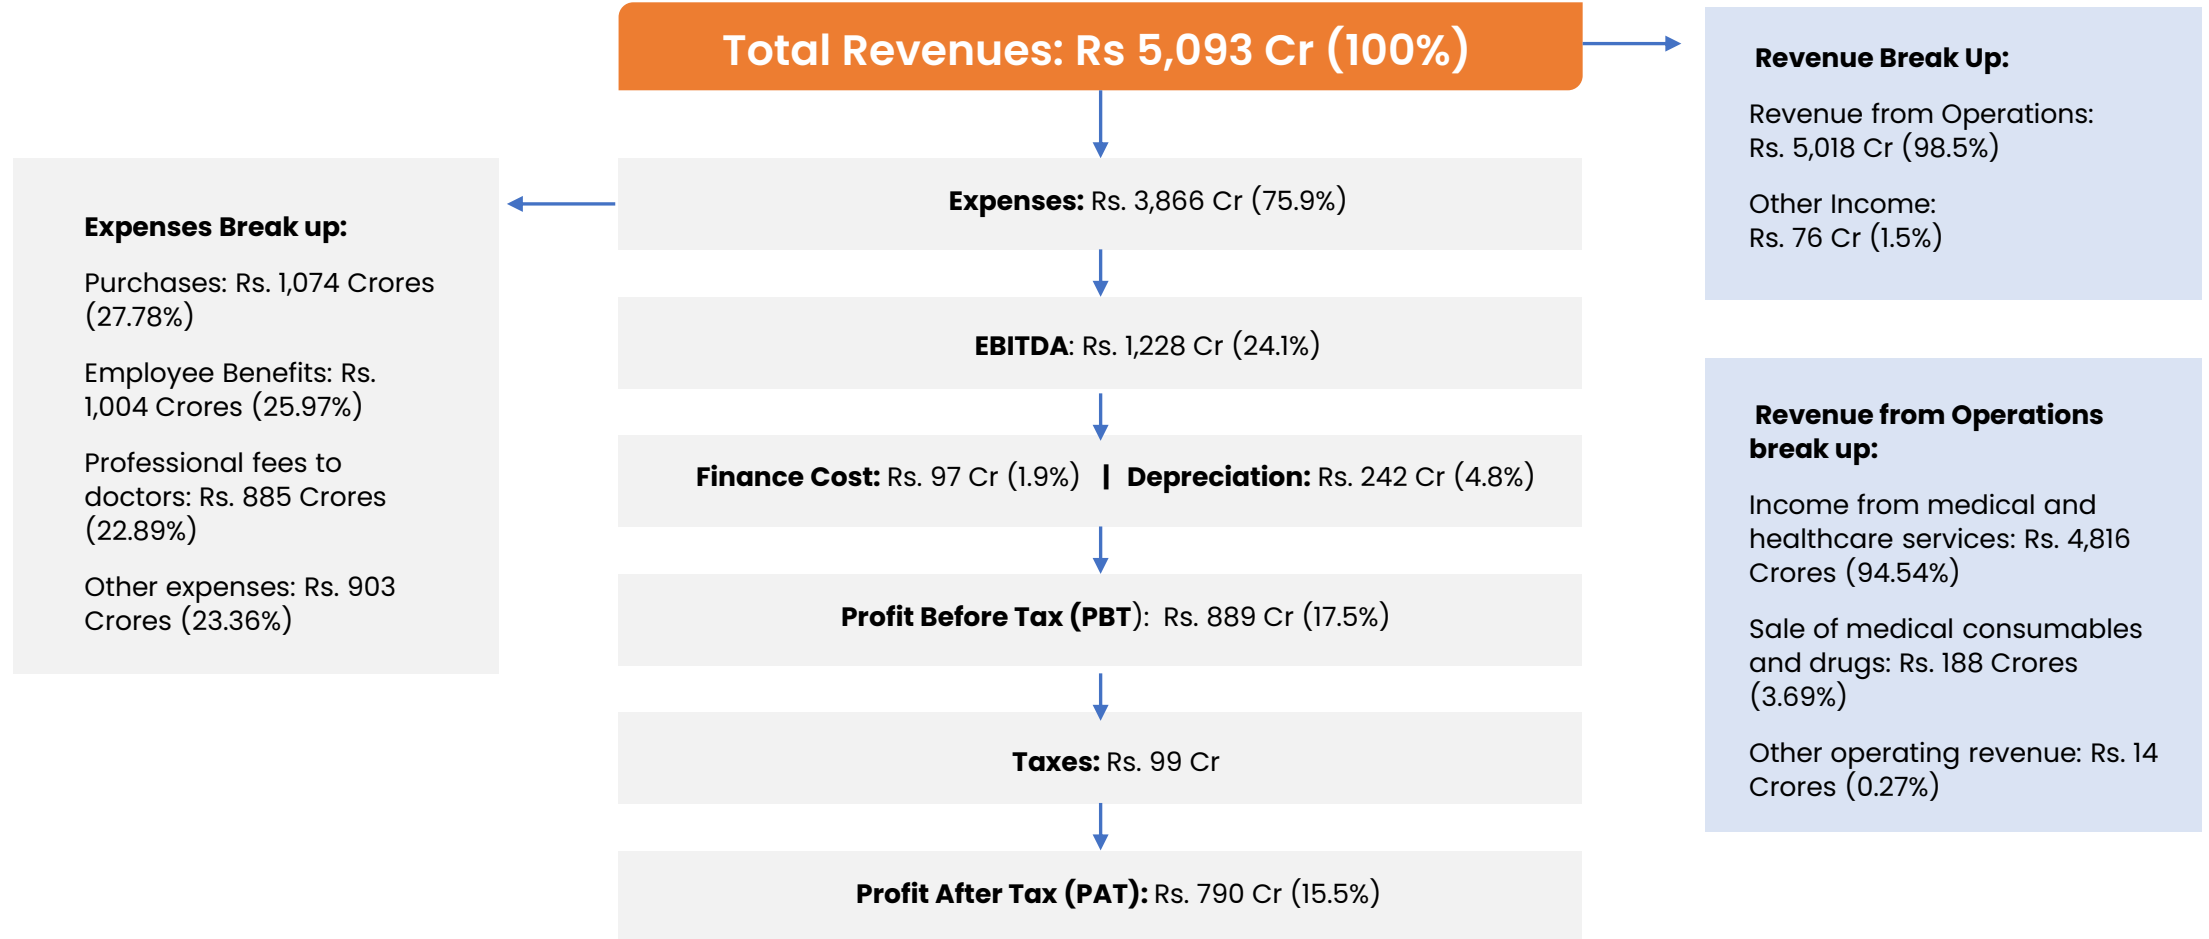 Total Revenues: Rs 5,093 Cr (100%)
Revenue Break Up:
Revenue from Operations:
Rs. 5,018 Cr (98.5%)
Other Income:
Rs. 76 Cr (1.5%)
Expenses: Rs. 3,866 Cr (75.9%)
Expenses Break up:
Purchases: Rs. 1,074 Crores
(27.78%)
Employee Benefits: Rs.
1,004 Crores (25.97%)
Professional fees to
doctors: Rs. 885 Crores
(22.89%)
Other expenses: Rs. 903
Crores (23.36%)
EBITDA: Rs. 1,228 Cr (24.1%)
Finance Cost: Rs. 97 Cr (1.9%) | Depreciation: Rs. 242 Cr (4.8%)
Profit Before Tax (PBT): Rs. 889 Cr (17.5%)
Taxes: Rs. 99 Cr
Profit After Tax (PAT): Rs. 790 Cr (15.5%)
Revenue from Operations
break up:
Income from medical and
healthcare services: Rs. 4,816
Crores (94.54%)
Sale of medical consumables
and drugs: Rs. 188 Crores
(3.69%)
Other operating revenue: Rs. 14
Crores (0.27%)